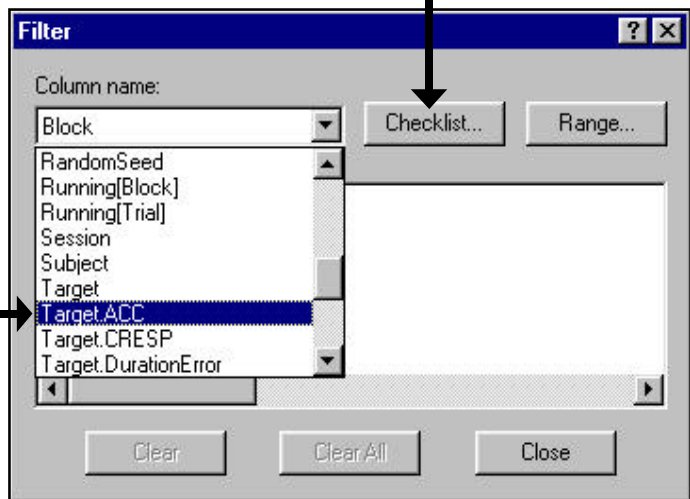 Filter
Column name:
Block
Checklist...
Range...
RandomSeed
Running[Block]
Running[Trial]
Session
Subject
Target
Target.ACC
Target.CRESP
Target.DurationError
Clear
Clear All
Close